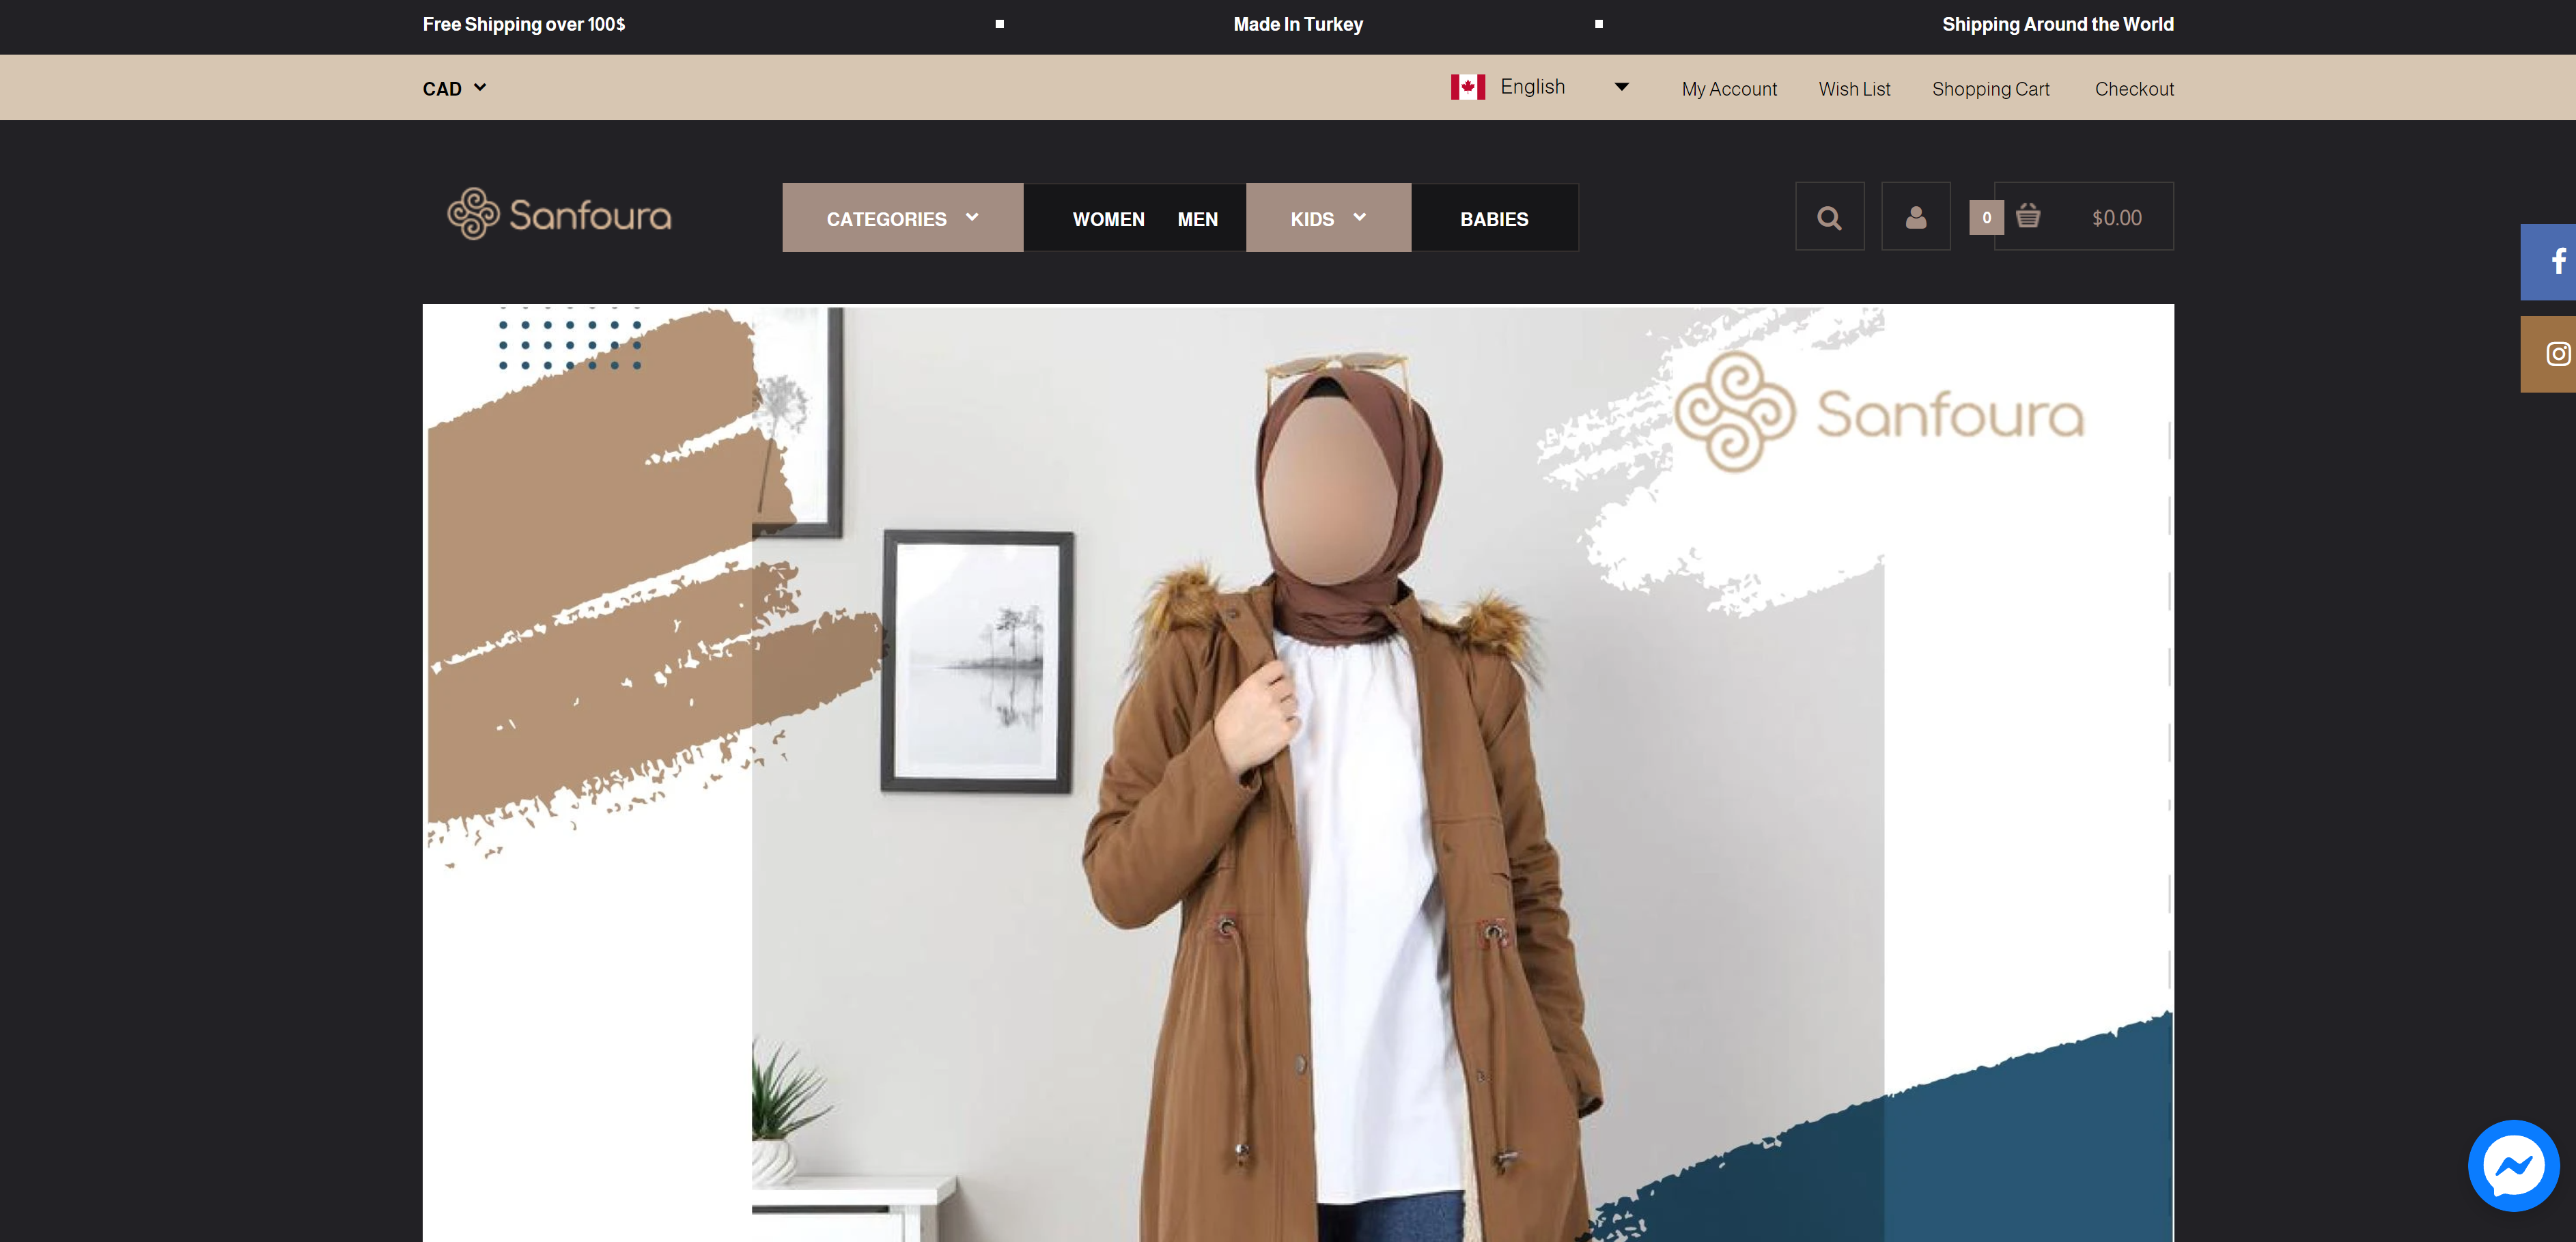 Free Shipping over 100$ Made In Turkey Shipping Around the World
CAD English My Account Wish List Shopping Cart Checkout
Sanfoura CATEGORIES WOMEN MEN KIDS BABIES 0 $0.00
Sanfoura